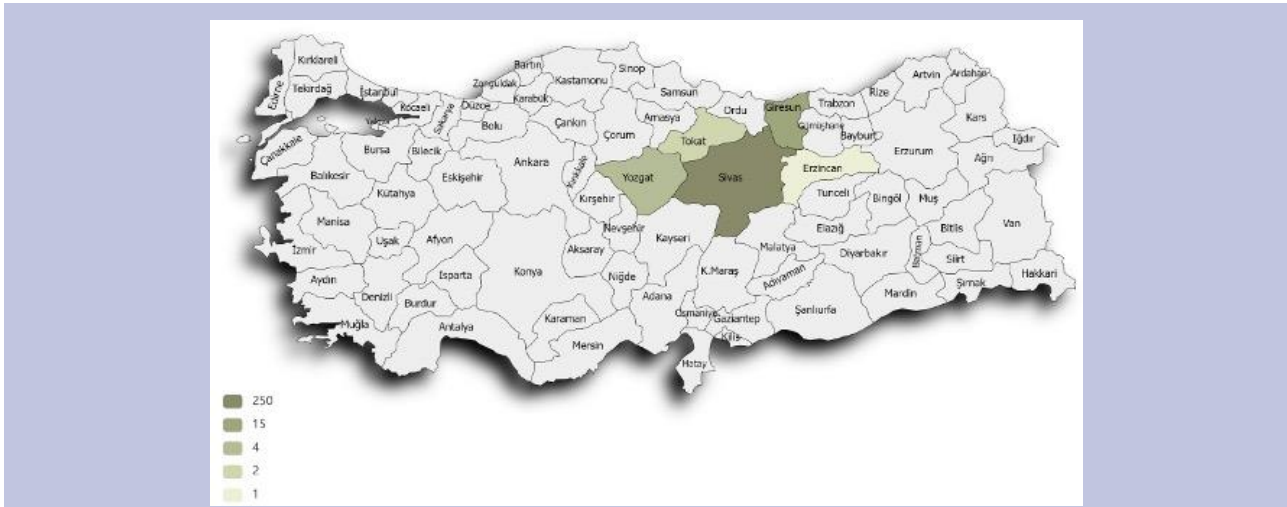 Kırklareli
Edirne
Tekirdağ
İstanbul
Kocaeli
Yalova
Sakarya
Düzce
Zonguldak
Bartın
Karabük
Kastamonu
Sinop
Samsun
Ordu
Giresun
Trabzon
Rize
Artvin
Ardahan
Kars
Iğdır
Çanakkale
Bursa
Bilecik
Bolu
Çankırı
Çorum
Amasya
Tokat
Gümüşhane
Bayburt
Erzurum
Ağrı
Balıkesir
Kütahya
Eskişehir
Ankara
Kırıkkale
Yozgat
Sivas
Erzincan
Tunceli
Bingöl
Muş
Van
Kırşehir
Manisa
Uşak
Afyon
Nevşehir
Kayseri
Elazığ
Bitlis
İzmir
Aksaray
Malatya
Diyarbakır
Batman
Siirt
Hakkari
Aydın
Isparta
Konya
Niğde
K.Maraş
Adıyaman
Şırnak
Denizli
Burdur
Adana
Mardin
Muğla
Antalya
Karaman
Osmaniye
Gaziantep
Şanlıurfa
Mersin
Kilis
Hatay
250
15
4
2
1